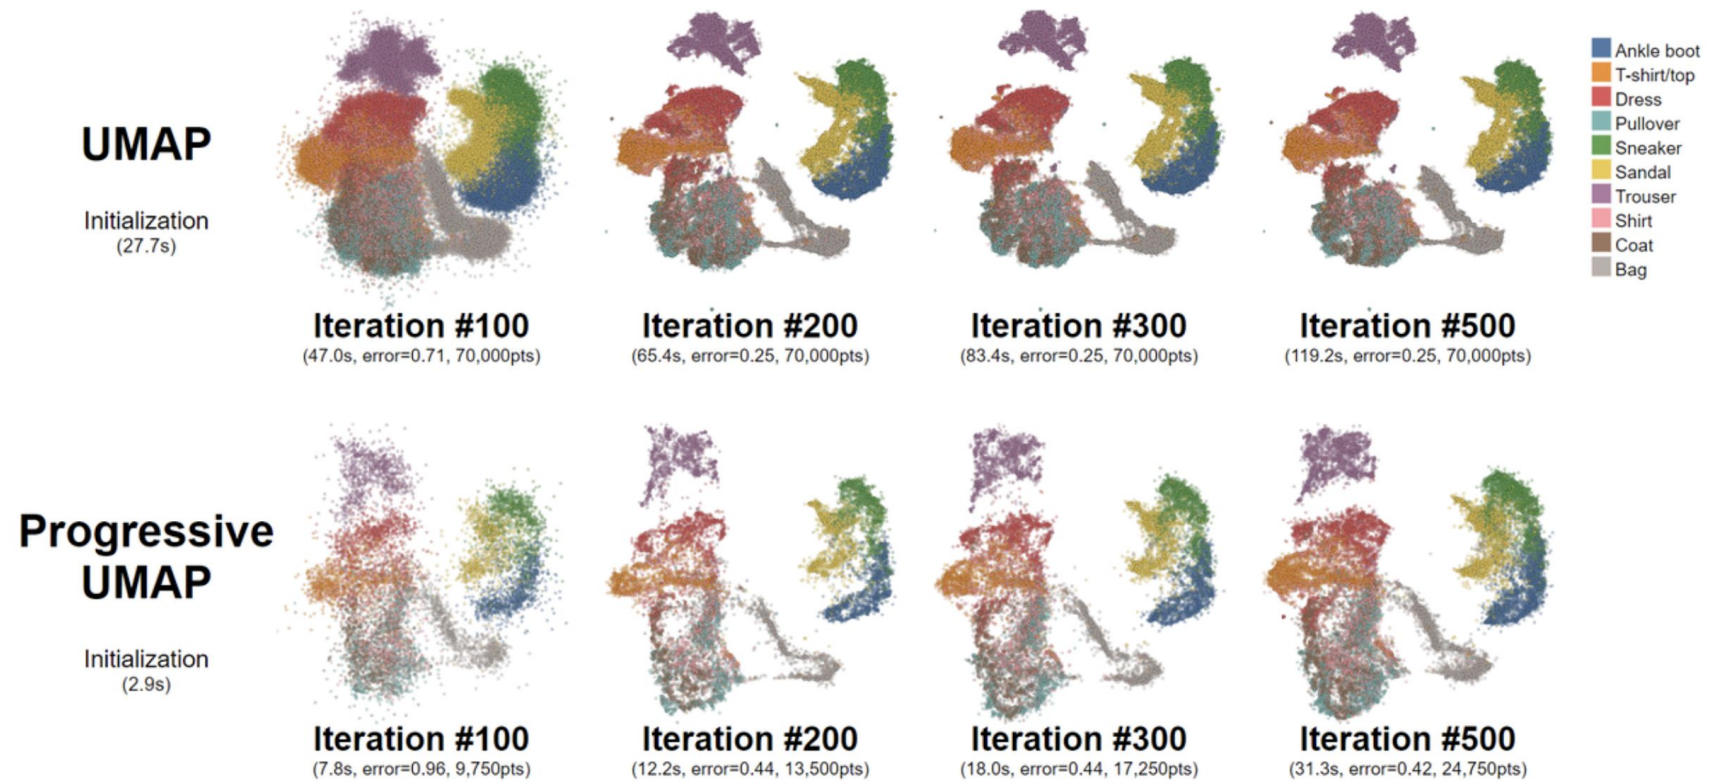 UMAP
Initialization
(27.7s)
Iteration #100
(47.0s, error=0.71, 70,000pts)
Iteration #200
(65.4s, error=0.25, 70,000pts)
Iteration #300
(83.4s, error=0.25, 70,000pts)
Iteration #500
(119.2s, error=0.25, 70,000pts)
Ankle boot
T-shirt/top
Dress
Pullover
Sneaker
Sandal
Trouser
Shirt
Coat
Bag
Progressive
UMAP
Initialization
(2.9s)
Iteration #100
(7.8s, error=0.96, 9,750pts)
Iteration #200
(12.2s, error=0.44, 13,500pts)
Iteration #300
(18.0s, error=0.44, 17,250pts)
Iteration #500
(31.3s, error=0.42, 24,750pts)